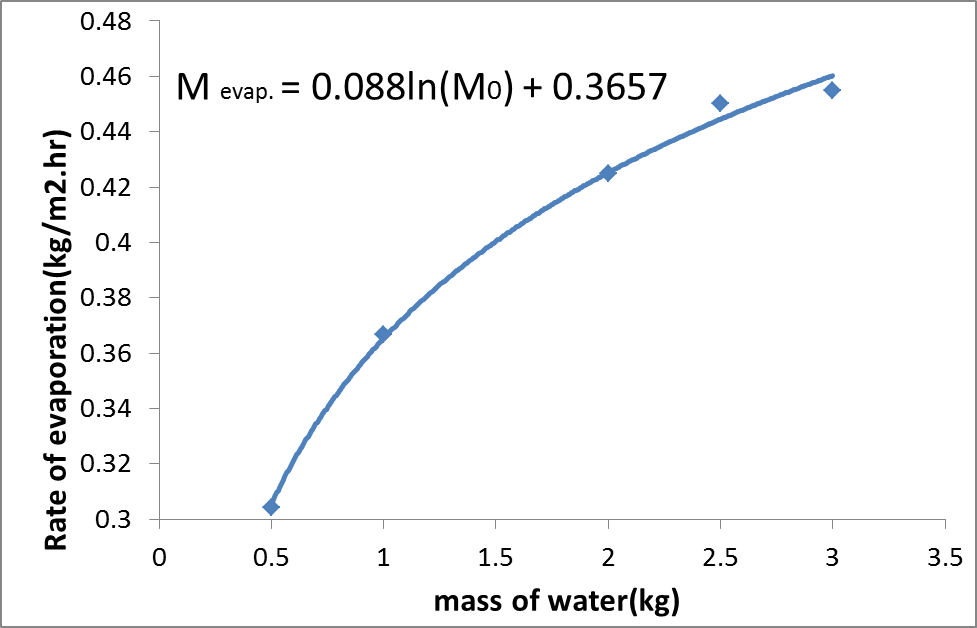 0.48
0.46
0.44
0.42
0.4
0.38
0.36
0.34
0.32
0.3
Rate of evaporation(kg/m2.hr)
M evap. = 0.088ln(M0) + 0.3657
0 0.5 1 1.5 2 2.5 3 3.5
mass of water(kg)